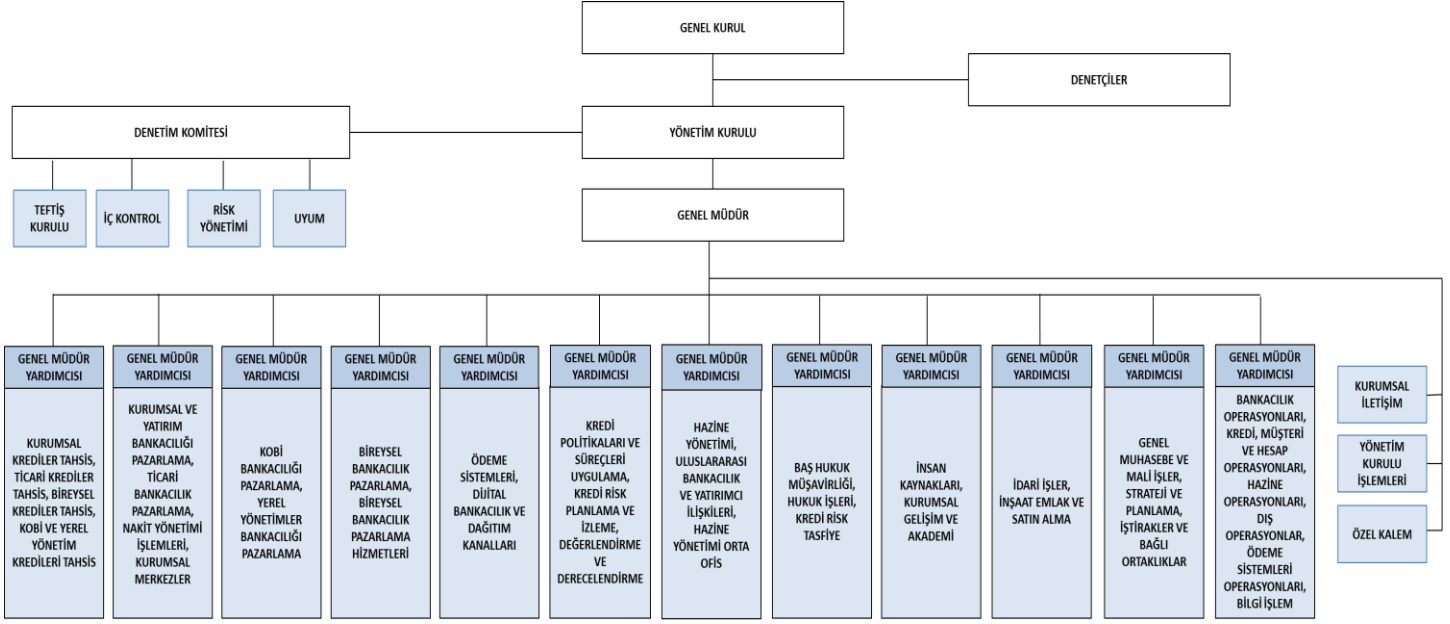 GENEL KURUL
DENETÇİLER
DENETİM KOMİTESİ
YÖNETİM KURULU
TEFTİŞ
KURULU
İÇ KONTROL
RİSK
YÖNETİMİ
UYUM
GENEL MÜDÜR
GENEL MÜDÜR
YARDIMCISI
KURUMSAL
KREDİLER TAHSİS,
TİCARİ KREDİLER
TAHSİS, BİREYSEL
KREDİLER TAHSİS,
KOBİ VE YEREL
YÖNETİM
KREDİLERİ TAHSİS
GENEL MÜDÜR
YARDIMCISI
KURUMSAL VE
YATIRIM
BANKACILIĞI
PAZARLAMA,
TİCARİ
BANKACILIK
PAZARLAMA,
NAKİT YÖNETİMİ
İŞLEMLERİ,
KURUMSAL
MERKEZLER
GENEL MÜDÜR
YARDIMCISI
KOBİ
BANKACILIĞI
PAZARLAMA,
YEREL
YÖNETİMLER
BANKACILIĞI
PAZARLAMA
GENEL MÜDÜR
YARDIMCISI
BİREYSEL
BANKACILIK
PAZARLAMA,
BİREYSEL
BANKACILIK
PAZARLAMA
HİZMETLERİ
GENEL MÜDÜR
YARDIMCISI
ÖDEME
SİSTEMLERİ,
DİJİTAL
BANKACILIK VE
DAĞITIM
KANALLARI
GENEL MÜDÜR
YARDIMCISI
KREDİ
POLİTİKALARI VE
SÜREÇLERİ
UYGULAMA,
KREDİ RİSK
PLANLAMA VE
İZLEME,
DEĞERLENDİRME
VE
DERECELENDİRME
GENEL MÜDÜR
YARDIMCISI
HAZİNE
YÖNETİMİ,
ULUSLARARASI
BANKACILIK
VE YATIRIMCI
İLİŞKİLERİ,
HAZİNE
YÖNETİMİ ORTA
OFİS
GENEL MÜDÜR
YARDIMCISI
BAŞ HUKUK
MÜŞAVİRLİĞİ,
HUKUK İŞLERİ,
KREDİ RİSK
TASFİYE
GENEL MÜDÜR
YARDIMCISI
İNSAN
KAYNAKLARI,
KURUMSAL
GELİŞİM VE
AKADEMİ
GENEL MÜDÜR
YARDIMCISI
İDARİ İŞLER,
İNŞAAT EMLAK VE
SATIN ALMA
GENEL MÜDÜR
YARDIMCISI
GENEL
MUHASEBE VE
MALİ İŞLER,
STRATEJİ VE
PLANLAMA,
İŞTİRAKLER VE
BAĞLI
ORTAKLIKLAR
GENEL MÜDÜR
YARDIMCISI
BANKACILIK
OPERASYONLARI,
KREDİ, MÜŞTERİ
VE HESAP
OPERASYONLARI,
HAZİNE
OPERASYONLARI,
DIŞ
OPERASYONLAR,
ÖDEME
SİSTEMLERİ
OPERASYONLARI,
BİLGİ İŞLEM
KURUMSAL
İLETİŞİM
YÖNETİM
KURULU
İŞLEMLERİ
ÖZEL KALEM